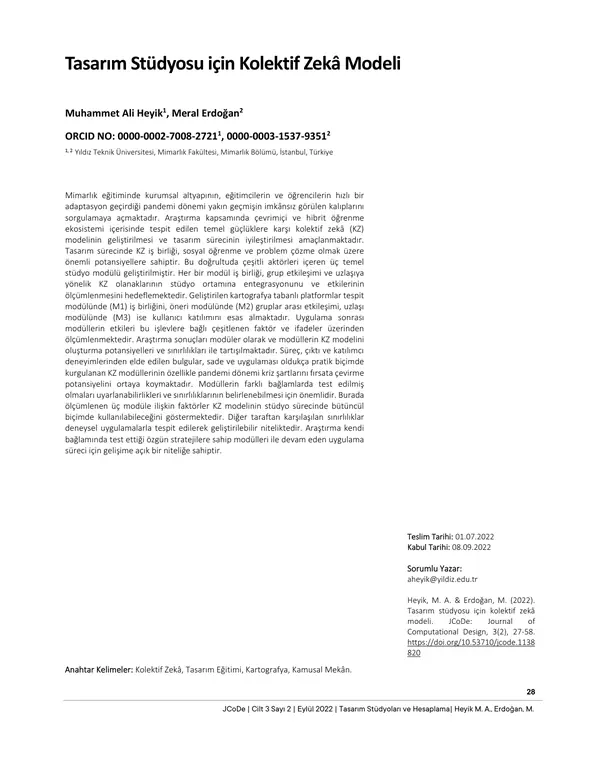 Tasarım Stüdyosu için Kolektif Zekâ Modeli
Muhammet Ali Heyik1, Meral Erdoğan2
ORCID NO: 0000-0002-7008-27211, 0000-0003-1537-93512
1, 2 Yıldız Teknik Üniversitesi, Mimarlık Fakültesi, Mimarlık Bölümü, İstanbul, Türkiye
Mimarlık eğitiminde kurumsal altyapının, eğitimcilerin ve öğrencilerin hızlı bir
adaptasyon geçirdiği pandemi dönemi yakın geçmişin imkânsız görülen kalıplarını
sorgulamaya açmaktadır. Araştırma kapsamında çevrimiçi ve hibrit öğrenme
ekosistemi içerisinde tespit edilen temel güçlüklere karşı kolektif zekâ (KZ)
modelinin geliştirilmesi ve tasarım sürecinin iyileştirilmesi amaçlanmaktadır.
Tasarım sürecinde KZ iş birliği, sosyal öğrenme ve problem çözme olmak üzere
önemli potansiyellere sahiptir. Bu doğrultuda çeşitli aktörleri içeren üç temel
stüdyo modülü geliştirilmiştir. Her bir modül iş birliği, grup etkileşimi ve uzlaşıya
yönelik KZ olanaklarının stüdyo ortamına entegrasyonunu ve etkilerinin
ölçümlenmesini hedeflemektedir. Geliştirilen kartografya tabanlı platformlar tespit
modülünde (M1) iş birliğini, öneri modülünde (M2) gruplar arası etkileşimi, uzlaşı
modülünde (M3) ise kullanıcı katılımını esas almaktadır. Uygulama sonrası
modüllerin etkileri bu işlevlere bağlı çeşitlenen faktör ve ifadeler üzerinden
ölçümlenmektedir. Araştırma sonuçları modüler olarak ve modüllerin KZ modelini
oluşturma potansiyelleri ve sınırlılıkları ile tartışılmaktadır. Süreç, çıktı ve katılımcı
deneyimlerinden elde edilen bulgular, sade ve uygulaması oldukça pratik biçimde
kurgulanan KZ modüllerinin özellikle pandemi dönemi kriz şartlarını fırsata çevirme
potansiyelini ortaya koymaktadır. Modüllerin farklı bağlamlarda test edilmiş
olmaları uyarlanabilirlikleri ve sınırlılıklarının belirlenebilmesi için önemlidir. Burada
ölçümlenen üç modüle ilişkin faktörler KZ modelinin stüdyo sürecinde bütüncül
biçimde kullanılabileceğini göstermektedir. Diğer taraftan karşılaşılan sınırlılıklar
deneysel uygulamalarla tespit edilerek geliştirilebilir niteliktedir. Araştırma kendi
bağlamında test ettiği özgün stratejilere sahip modülleri ile devam eden uygulama
süreci için gelişime açık bir niteliğe sahiptir.
Teslim Tarihi: 01.07.2022
Kabul Tarihi: 08.09.2022
Sorumlu Yazar:
aheyik@yildiz.edu.tr
Heyik, M. A. & Erdoğan, M. (2022).
Tasarım stüdyosu için kolektif zekâ
modeli. JCoDe: Journal of
Computational Design, 3(2), 27-58.
https://doi.org/10.53710/jcode.1138
820
Anahtar Kelimeler: Kolektif Zekâ, Tasarım Eğitimi, Kartografya, Kamusal Mekân.
28
JCoDe | Cilt 3 Sayı 2 | Eylül 2022 | Tasarım Stüdyoları ve Hesaplama| Heyik M. A., Erdoğan, M.